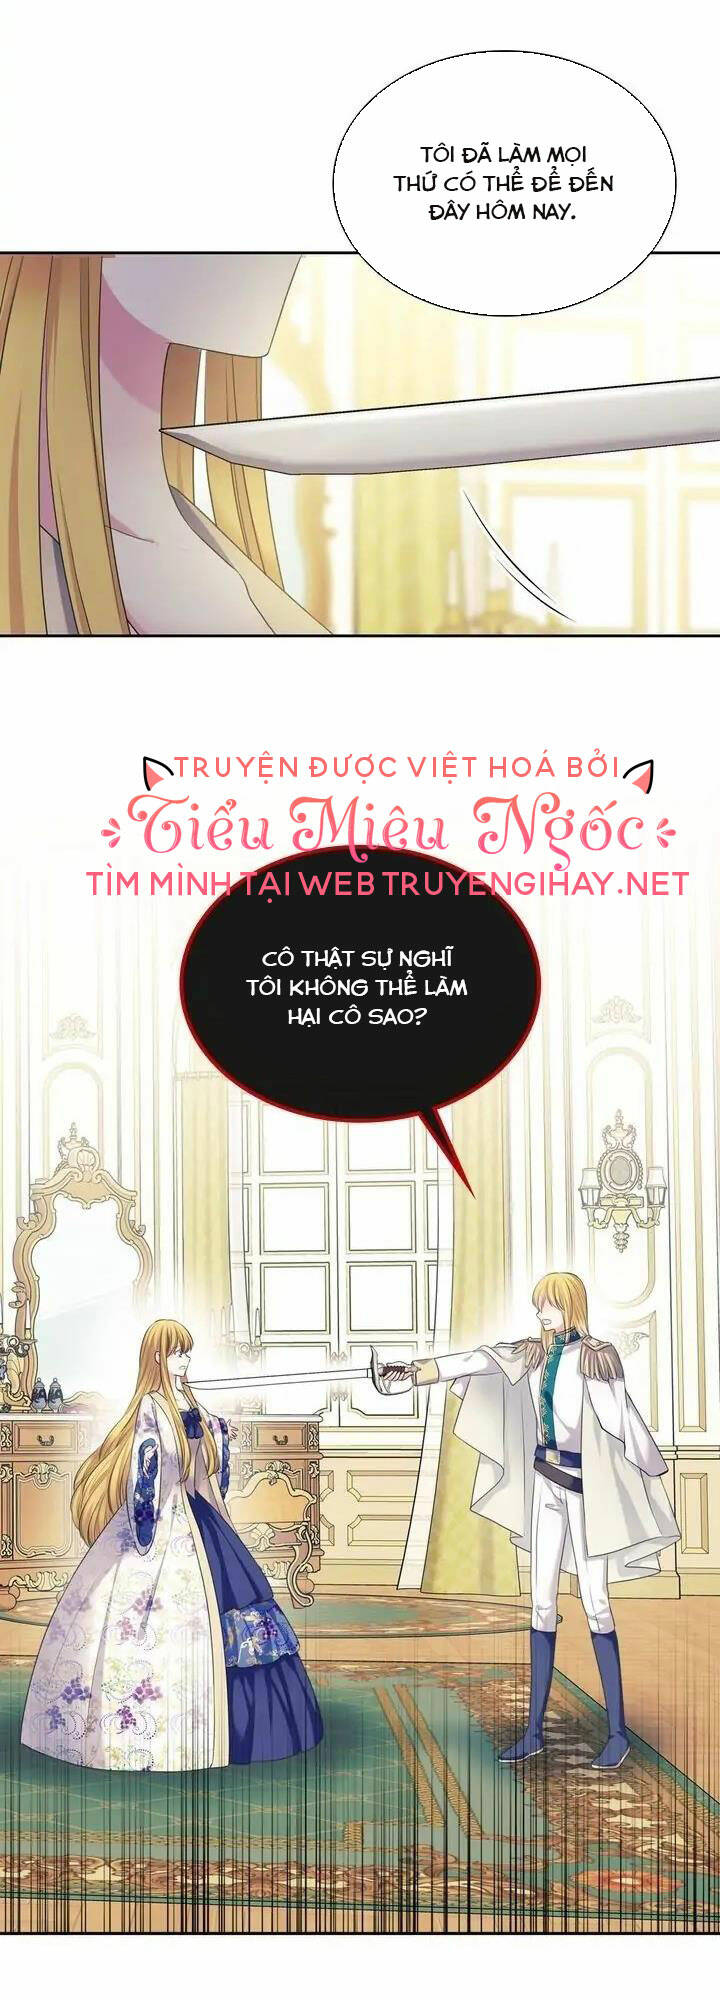 TÔI ĐÃ LÀM MỌI
THỨ CÓ THỂ ĐỂ ĐẾN
ĐÂY HÔM NAY.
TRUYỆN ĐƯỢC VIỆT HOÁ BỞI
Tiểu Miêu Ngốc
TÌM MÌNH TẠI WEB TRUYENGIHAY.NET
CÔ THẬT SỰ NGHĨ
TÔI KHÔNG THỂ LÀM
HẠI CÔ SAO?